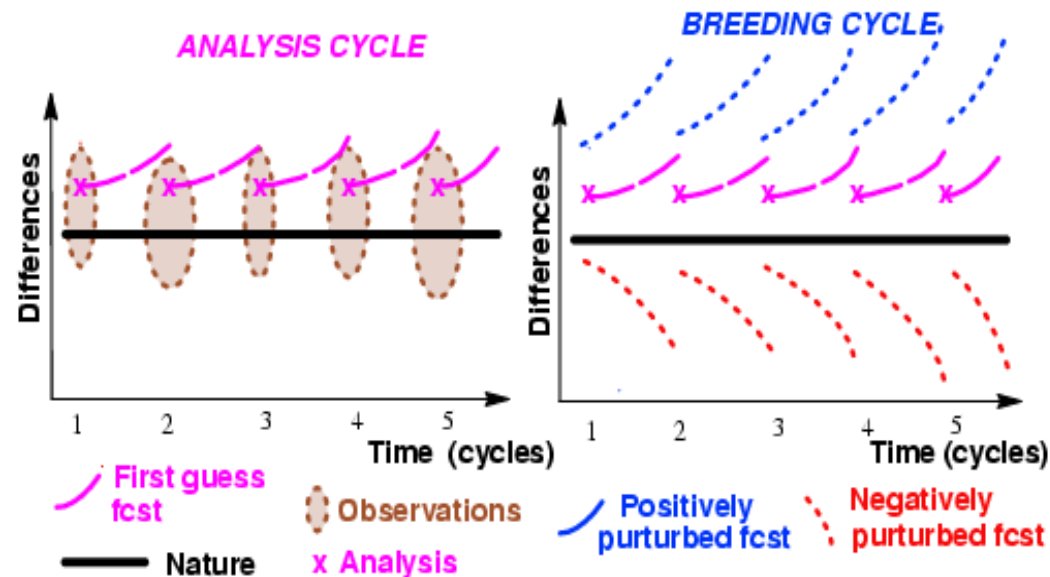 ANALYSIS CYCLE
Differences
1 2 3 4 5
Time (cycles)
First guess
fcst
Observations
Nature
x Analysis
BREEDING CYCLE
Differences
1 2 3 4 5
Time (cycles)
Positively
purturbed fcst
Negatively
purturbed fcst